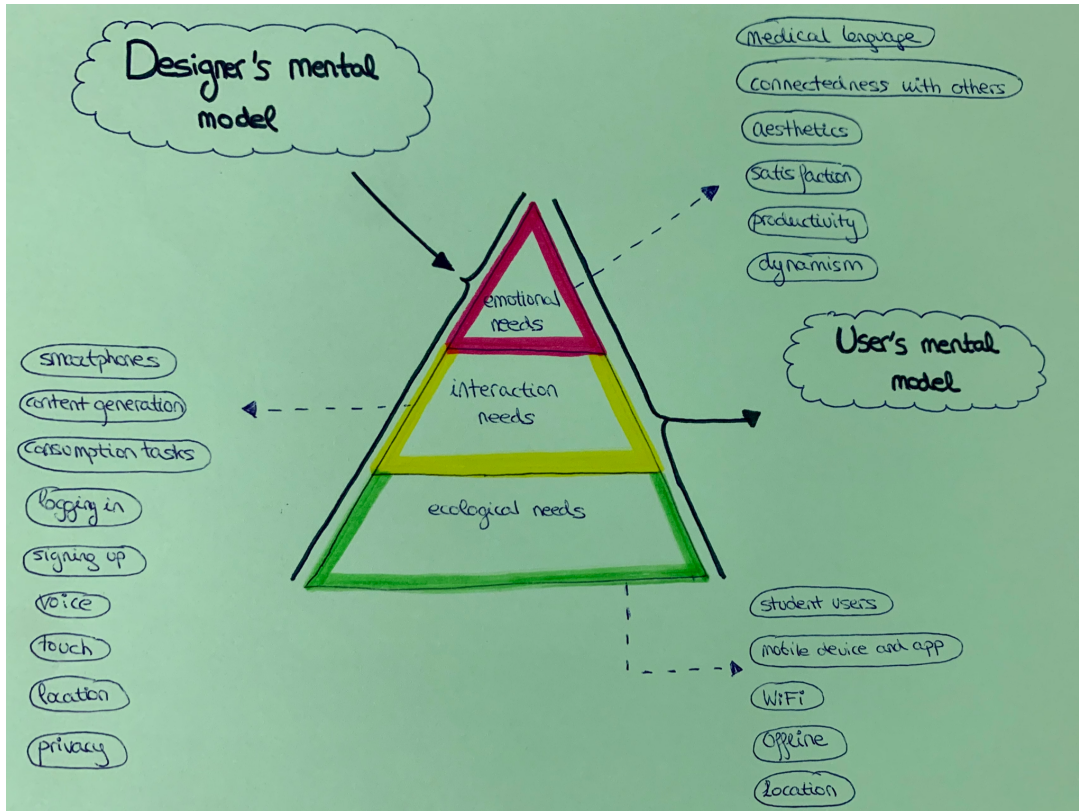 Designer's mental
model
medical language
connectedness with others
aesthetics
satisfaction
productivity
dynamism
emotional
needs
User's mental
model
interaction
needs
smartphones
content generation
consumption tasks
logging in
signing up
voice
touch
location
privacy
ecological needs
student users
mobile device and app
WiFi
Offline
location